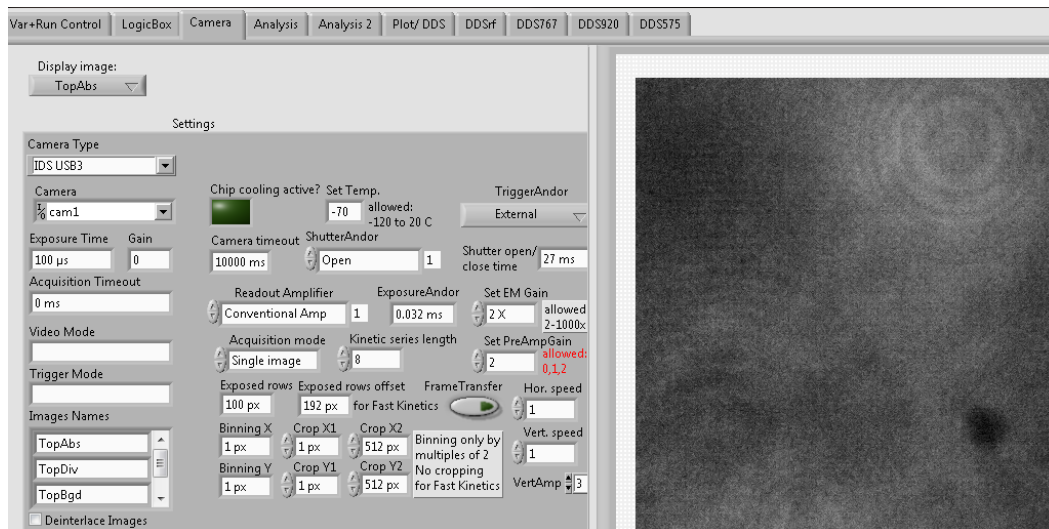 Var+Run Control LogicBox Camera Analysis Analysis 2 Plot/ DDS DDSrf DDS767 DDS920 DDS575
Display image:
TopAbs
Settings
Camera Type
IDS USB3
Camera
I/0 cam1
Exposure Time Gain
100 µs 0
Acquisition Timeout
0 ms
Video Mode
Trigger Mode
Images Names
TopAbs
TopDiv
TopBgd
Deinterlace Images
Chip cooling active? Set Temp.
-70 allowed:
-120 to 20 C
TriggerAndor
External
Camera timeout ShutterAndor
10000 ms Open 1
Shutter open/
close time 27 ms
Readout Amplifier ExposureAndor Set EM Gain
Conventional Amp 1 0.032 ms 2 X allowed
2-1000x
Acquisition mode Kinetic series length Set PreAmpGain
Single image 8 2 allowed:
0,1,2
Exposed rows Exposed rows offset FrameTransfer Hor. speed
100 px 192 px for Fast Kinetics 1
Binning X Crop X1 Crop X2
1 px 1 px 512 px
Binning Y Crop Y1 Crop Y2
1 px 1 px 512 px
Binning only by
multiples of 2
No cropping
for Fast Kinetics
Vert. speed
1
VertAmp 3